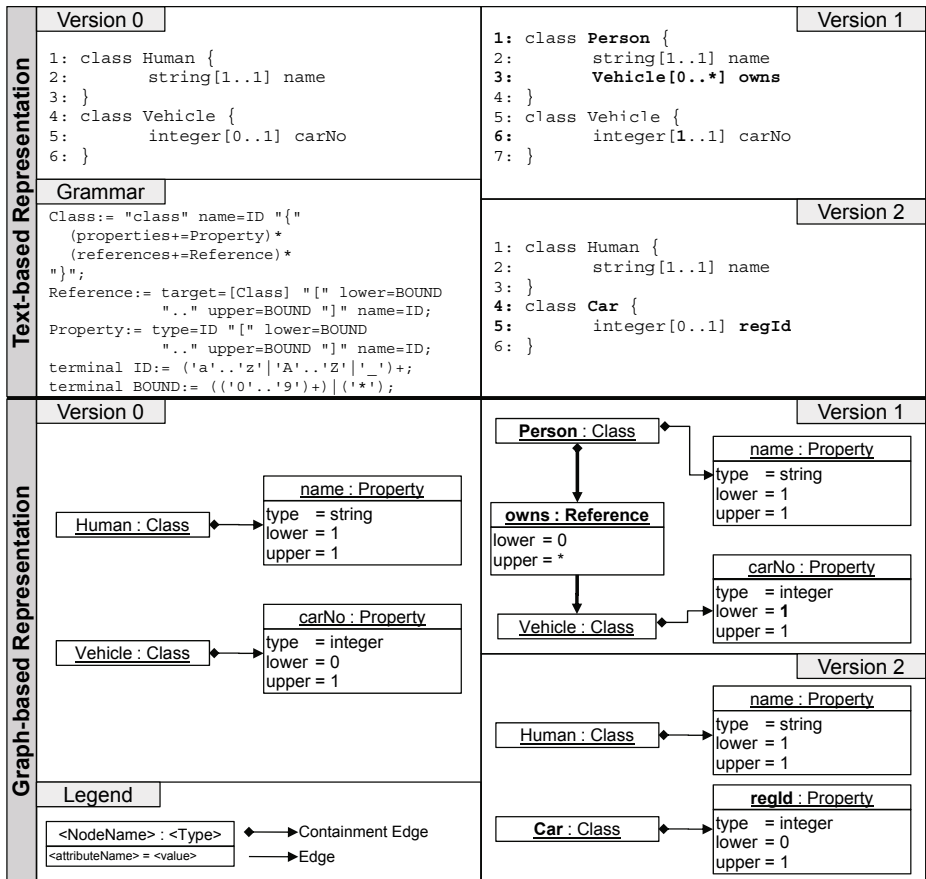 Text-based Representation
Version 0
1: class Human {
2: string[1..1] name
3: }
4: class Vehicle {
5: integer[0..1] carNo
6: }
Grammar
Class:= "class" name=ID "{"
(properties+=Property)*
(references+=Reference)*
"}";
Reference:= target=[Class] "[" lower=BOUND
".." upper=BOUND "]" name=ID;
Property:= type=ID "[" lower=BOUND
".." upper=BOUND "]" name=ID;
terminal ID:= ('a'..'z'|'A'..'Z'|'_')+;
terminal BOUND:= (('0'..'9')+)|('*');
Version 1
1: class Person {
2: string[1..1] name
3: Vehicle[0..*] owns
4: }
5: class Vehicle {
6: integer[1..1] carNo
7: }
Version 2
1: class Human {
2: string[1..1] name
3: }
4: class Car {
5: integer[0..1] regId
6: }
Graph-based Representation
Version 0
Human : Class
name : Property
type = string
lower = 1
upper = 1
Vehicle : Class
carNo : Property
type = integer
lower = 0
upper = 1
Legend
<NodeName> : <Type>
<attributeName> = <value>
Containment Edge
Edge
Version 1
Person : Class
name : Property
type = string
lower = 1
upper = 1
owns : Reference
lower = 0
upper = *
Vehicle : Class
carNo : Property
type = integer
lower = 1
upper = 1
Version 2
Human : Class
name : Property
type = string
lower = 1
upper = 1
Car : Class
regId : Property
type = integer
lower = 0
upper = 1